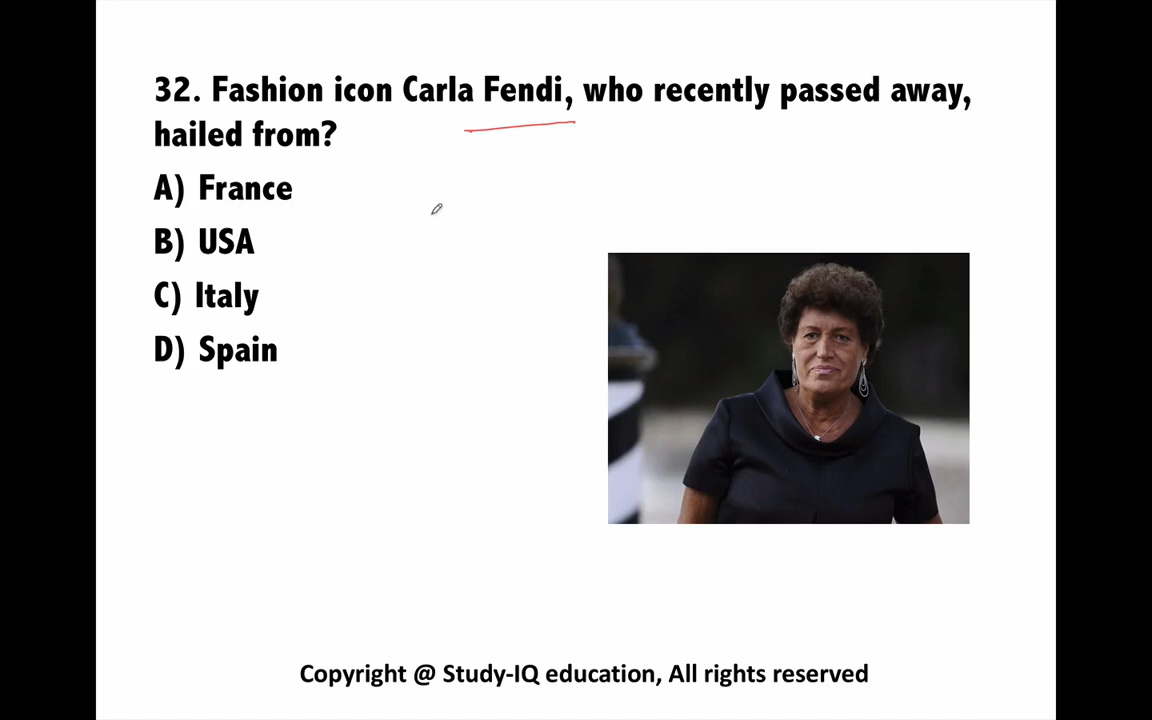 32. Fashion icon Carla Fendi, who recently passed away,
hailed from?
A) France
B) USA
C) Italy
D) Spain
Copyright @ Study-IQ education, All rights reserved